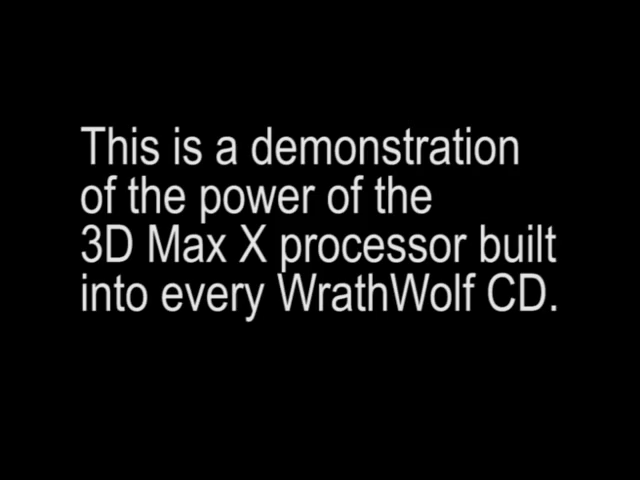 This is a demonstration
of the power of the
3D Max X processor built
into every WrathWolf CD.